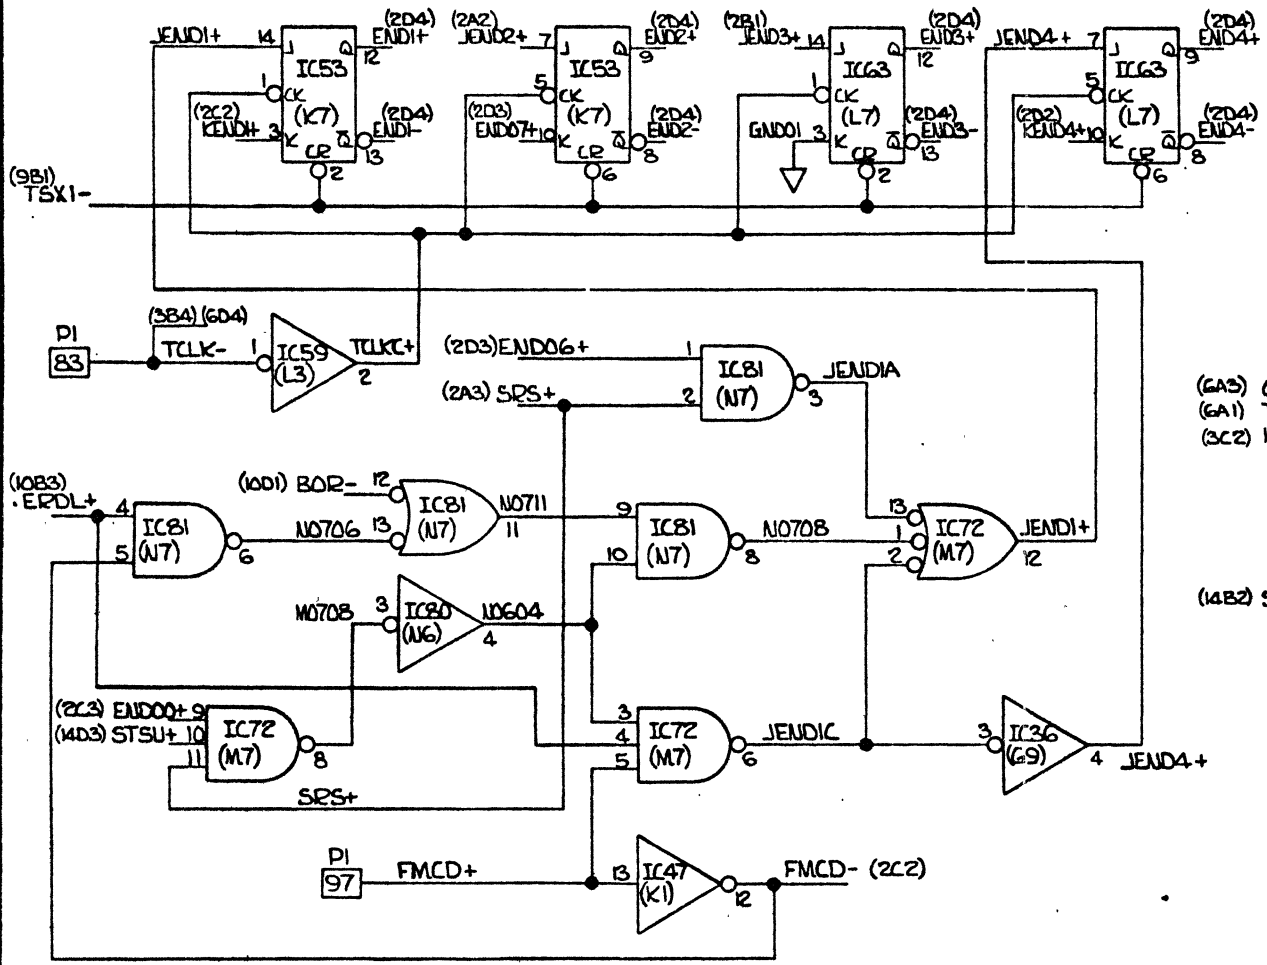 (2D4) (2A2) (2D4) (2B1) (2D4) (2D4)
JEND1+ 14 J Q END1+ 12
JEND2+ 7 J Q END2+ 9
JEND3+ 14 J Q END3+ 12
JEND4+ 7 J Q END4+ 9
IC53 IC53 IC63 IC63
1 CK 5 CK 1 CK 5 CK
(K7) (K7) (L7) (L7)
(2C2) (2D4) (2D3) (2D4) (2D4) (2D2) (2D4)
KEND1+ 3 K Q END1- 13
END07+ 10 K Q END2- 8
GND01 3 K Q END3- 13
KEND4+ 10 K Q END4- 8
CR 2 CR 6 CR 2 CR 6
(9B1)
TSX1-
(3B4) (6D4)
P1
83 TCLK- 1 IC59 (L3) 2 TCLKC+
(2D3) END06+ 1
(2A3) SRS+ 2
IC81
(N7)
3 JEND1A
(6A3)
(6A1)
(3C2)
(10B3)
ERDL+ 4
5
IC81
(N7)
6 N0706
(10D1) BOR- 12
13
IC81
(N7)
N0711
11
9
10
IC81
(N7)
8 N0708
13
1
2
IC72
(M7)
JEND1+
12
(14B2) S
M0708 3 IC80 (N6) N0604 4
(2C3) END00+ 9
(14D3) STSU+ 10
11
IC72
(M7)
8
SRS+
3
4
5
IC72
(M7)
6 JEND1C
3 IC36 (G9) 4 JEND4+
P1
97 FMCD+ 13 IC47 (K1) 12 FMCD- (2C2)